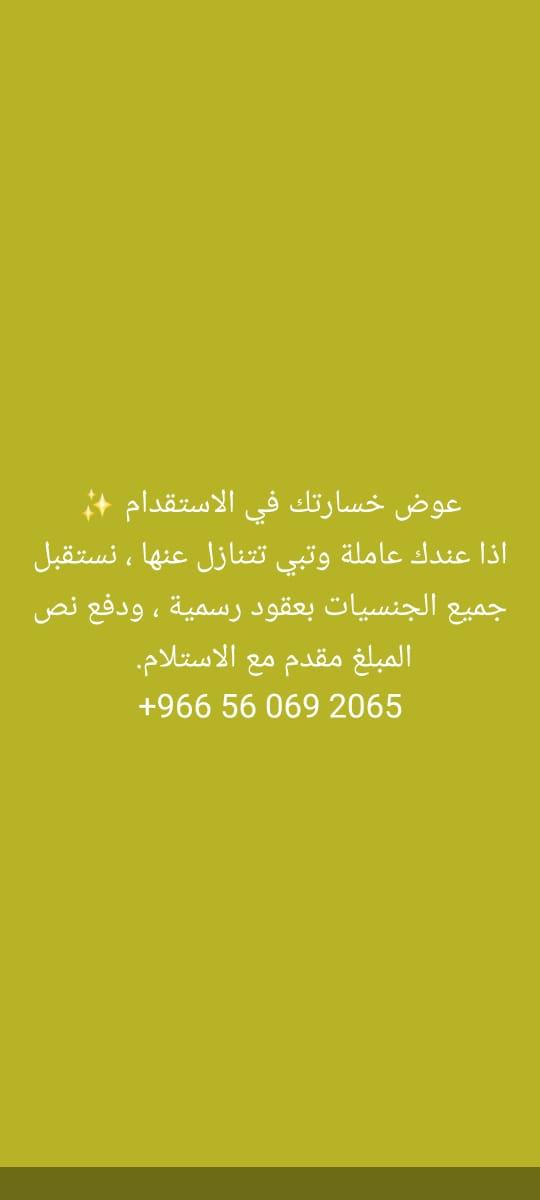 عوض خسارتك في الاستقدام ✨
اذا عندك عاملة وتبي تتنازل عنها ، نستقبل
جميع الجنسيات بعقود رسمية ، ودفع نص
المبلغ مقدم مع الاستلام.
+966 56 069 2065